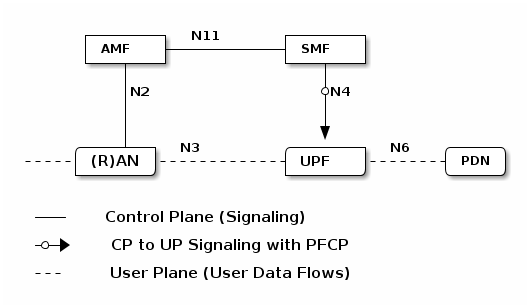 N11
AMF
SMF
N2
N4
N3
N6
(R)AN
UPF
PDN
Control Plane (Signaling)
CP to UP Signaling with PFCP
User Plane (User Data Flows)